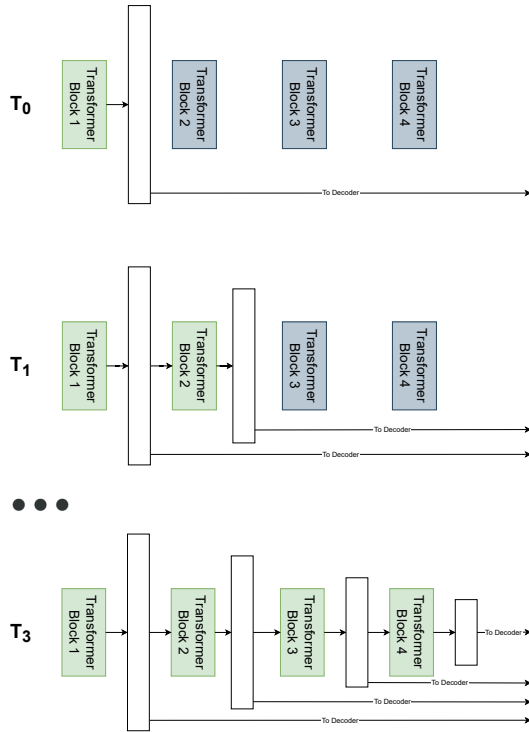 T0
Transformer
Block 1
Transformer
Block 2
Transformer
Block 3
Transformer
Block 4
To Decoder
T1
Transformer
Block 1
Transformer
Block 2
Transformer
Block 3
Transformer
Block 4
To Decoder
To Decoder
T3
Transformer
Block 1
Transformer
Block 2
Transformer
Block 3
Transformer
Block 4
To Decoder
To Decoder
To Decoder
To Decoder